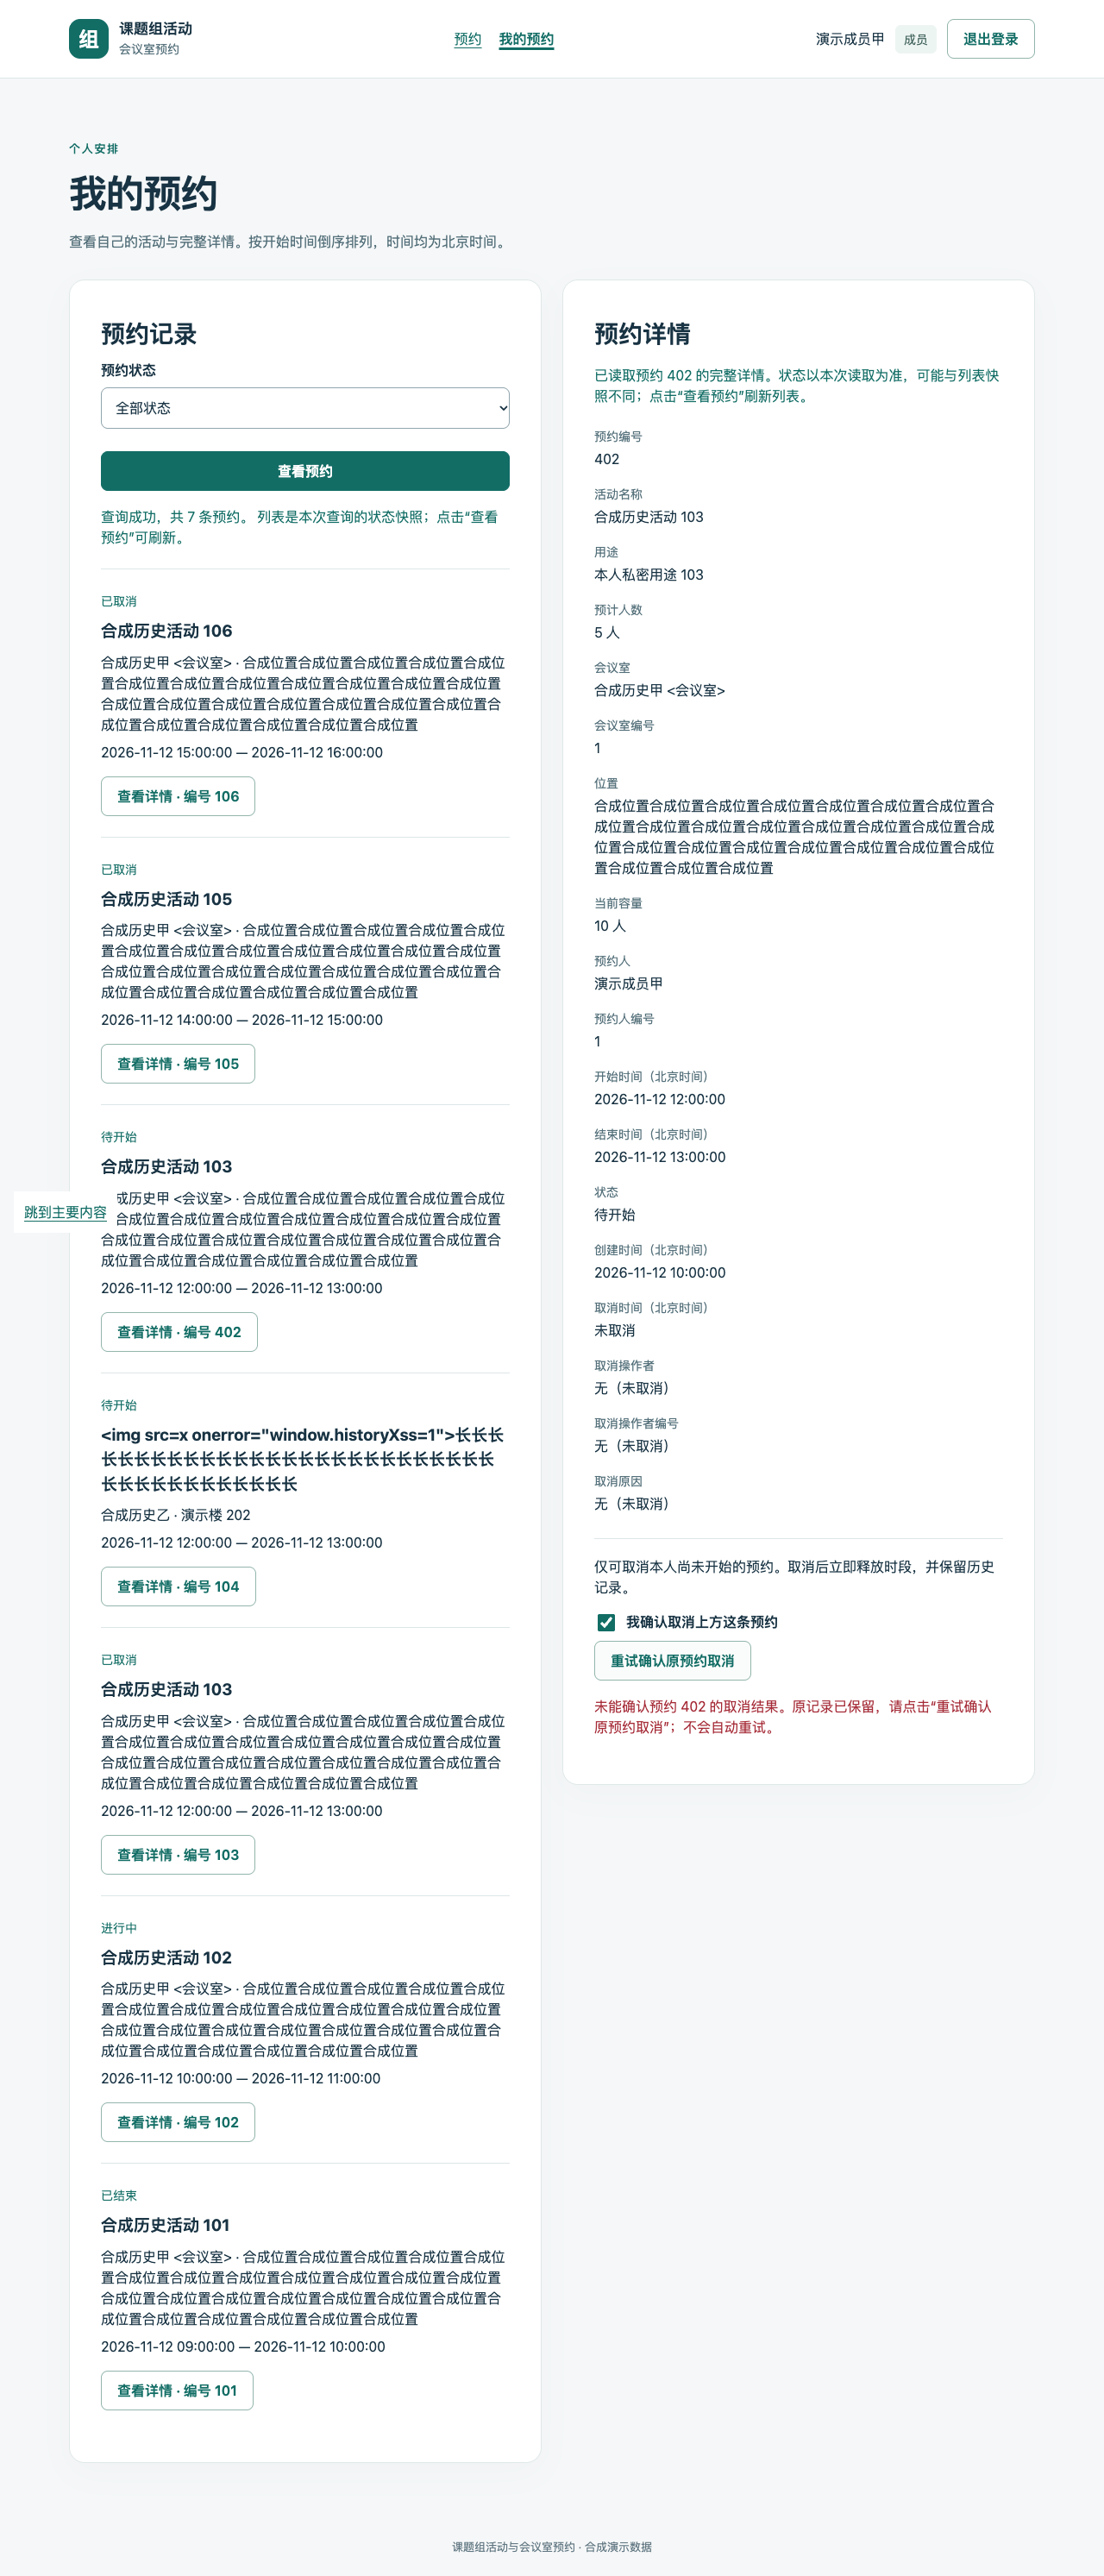 组
课题组活动
会议室预约
预约 我的预约
演示成员甲 成员 退出登录
个人安排
我的预约
查看自己的活动与完整详情。按开始时间倒序排列，时间均为北京时间。
预约记录
预约状态
全部状态
查看预约
查询成功，共 7 条预约。 列表是本次查询的状态快照；点击“查看
预约”可刷新。
已取消
合成历史活动 106
合成历史甲 <会议室> · 合成位置合成位置合成位置合成位置合成位
置合成位置合成位置合成位置合成位置合成位置合成位置合成位置
合成位置合成位置合成位置合成位置合成位置合成位置合成位置合
成位置合成位置合成位置合成位置合成位置合成位置
2026-11-12 15:00:00 — 2026-11-12 16:00:00
查看详情 · 编号 106
已取消
合成历史活动 105
合成历史甲 <会议室> · 合成位置合成位置合成位置合成位置合成位
置合成位置合成位置合成位置合成位置合成位置合成位置合成位置
合成位置合成位置合成位置合成位置合成位置合成位置合成位置合
成位置合成位置合成位置合成位置合成位置合成位置
2026-11-12 14:00:00 — 2026-11-12 15:00:00
查看详情 · 编号 105
待开始
合成历史活动 103
成历史甲 <会议室> · 合成位置合成位置合成位置合成位置合成位
跳到主要内容
合成位置合成位置合成位置合成位置合成位置合成位置合成位置
合成位置合成位置合成位置合成位置合成位置合成位置合成位置合
成位置合成位置合成位置合成位置合成位置合成位置
2026-11-12 12:00:00 — 2026-11-12 13:00:00
查看详情 · 编号 402
待开始
<img src=x onerror="window.historyXss=1">长长长
长长长长长长长长长长长长长长长长长长长长长长长长
长长长长长长长长长长长长
合成历史乙 · 演示楼 202
2026-11-12 12:00:00 — 2026-11-12 13:00:00
查看详情 · 编号 104
已取消
合成历史活动 103
合成历史甲 <会议室> · 合成位置合成位置合成位置合成位置合成位
置合成位置合成位置合成位置合成位置合成位置合成位置合成位置
合成位置合成位置合成位置合成位置合成位置合成位置合成位置合
成位置合成位置合成位置合成位置合成位置合成位置
2026-11-12 12:00:00 — 2026-11-12 13:00:00
查看详情 · 编号 103
进行中
合成历史活动 102
合成历史甲 <会议室> · 合成位置合成位置合成位置合成位置合成位
置合成位置合成位置合成位置合成位置合成位置合成位置合成位置
合成位置合成位置合成位置合成位置合成位置合成位置合成位置合
成位置合成位置合成位置合成位置合成位置合成位置
2026-11-12 10:00:00 — 2026-11-12 11:00:00
查看详情 · 编号 102
已结束
合成历史活动 101
合成历史甲 <会议室> · 合成位置合成位置合成位置合成位置合成位
置合成位置合成位置合成位置合成位置合成位置合成位置合成位置
合成位置合成位置合成位置合成位置合成位置合成位置合成位置合
成位置合成位置合成位置合成位置合成位置合成位置
2026-11-12 09:00:00 — 2026-11-12 10:00:00
查看详情 · 编号 101
预约详情
已读取预约 402 的完整详情。状态以本次读取为准，可能与列表快
照不同；点击“查看预约”刷新列表。
预约编号
402
活动名称
合成历史活动 103
用途
本人私密用途 103
预计人数
5 人
会议室
合成历史甲 <会议室>
会议室编号
1
位置
合成位置合成位置合成位置合成位置合成位置合成位置合成位置合
成位置合成位置合成位置合成位置合成位置合成位置合成位置合成
位置合成位置合成位置合成位置合成位置合成位置合成位置合成位
置合成位置合成位置合成位置
当前容量
10 人
预约人
演示成员甲
预约人编号
1
开始时间（北京时间）
2026-11-12 12:00:00
结束时间（北京时间）
2026-11-12 13:00:00
状态
待开始
创建时间（北京时间）
2026-11-12 10:00:00
取消时间（北京时间）
未取消
取消操作者
无（未取消）
取消操作者编号
无（未取消）
取消原因
无（未取消）
仅可取消本人尚未开始的预约。取消后立即释放时段，并保留历史
记录。
我确认取消上方这条预约
重试确认原预约取消
未能确认预约 402 的取消结果。原记录已保留，请点击“重试确认
原预约取消”；不会自动重试。
课题组活动与会议室预约 · 合成演示数据